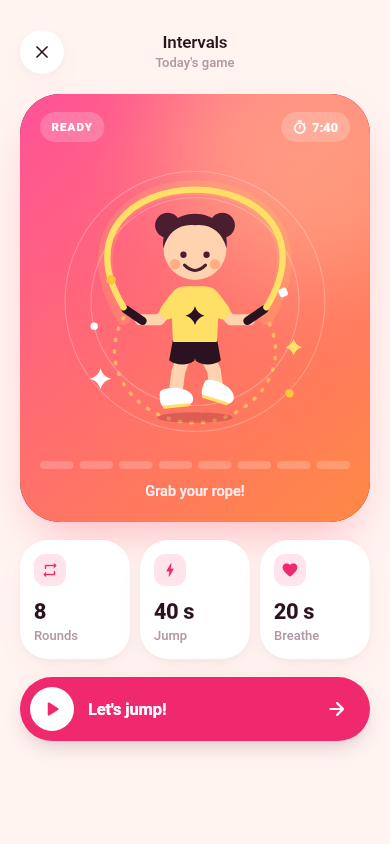 Intervals
Today's game
READY
7:40
Grab your rope!
8
Rounds
40 s
Jump
20 s
Breathe
Let's jump!